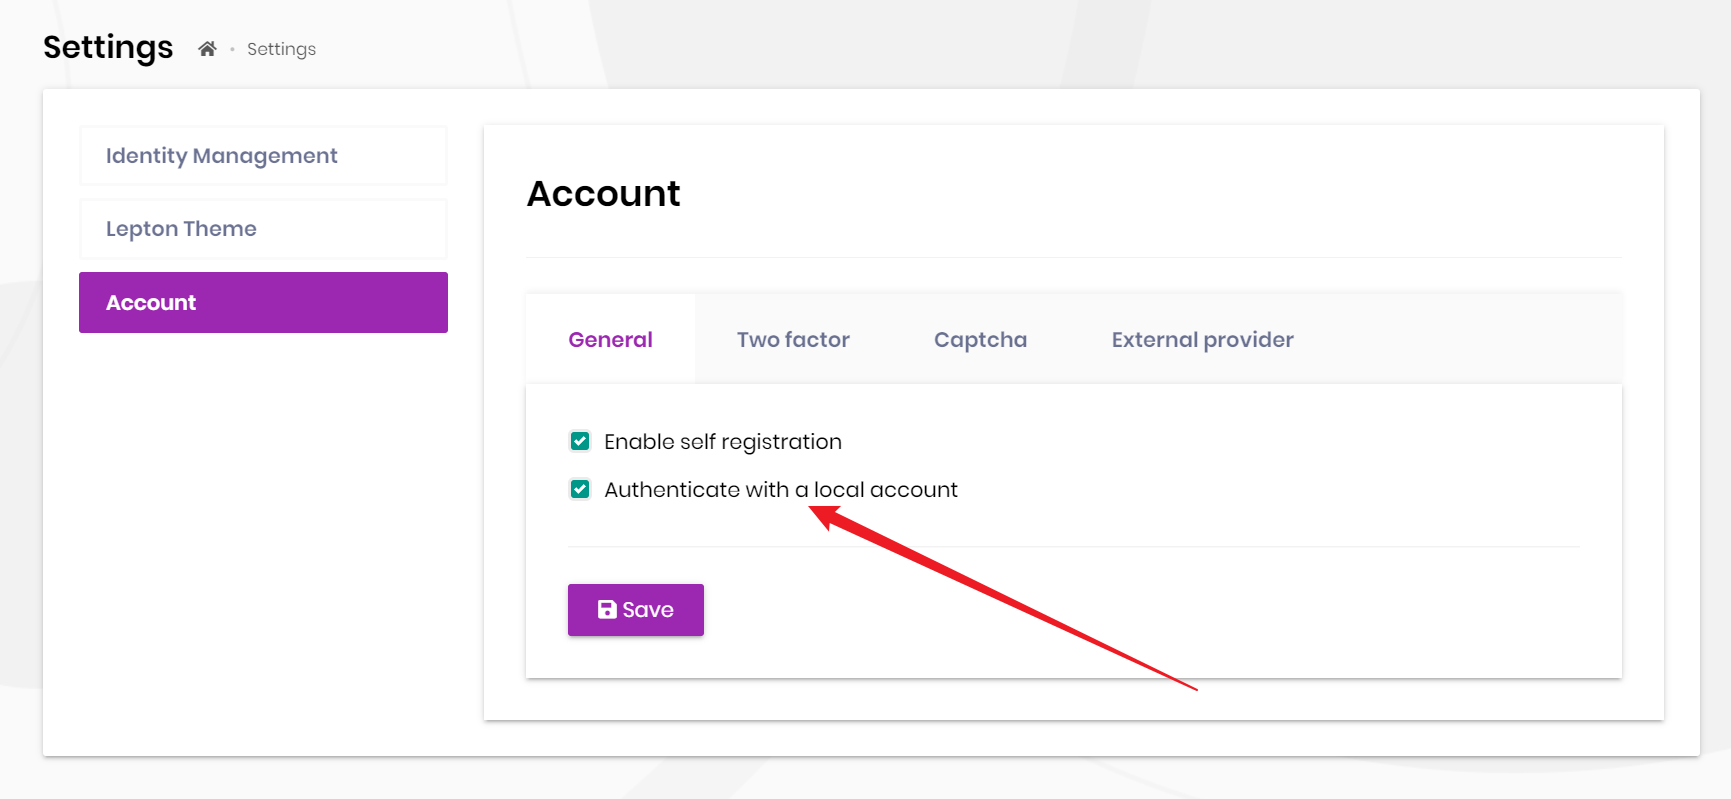 Settings
Settings
Identity Management
Lepton Theme
Account
Account
General Two factor Captcha External provider
Enable self registration
Authenticate with a local account
Save